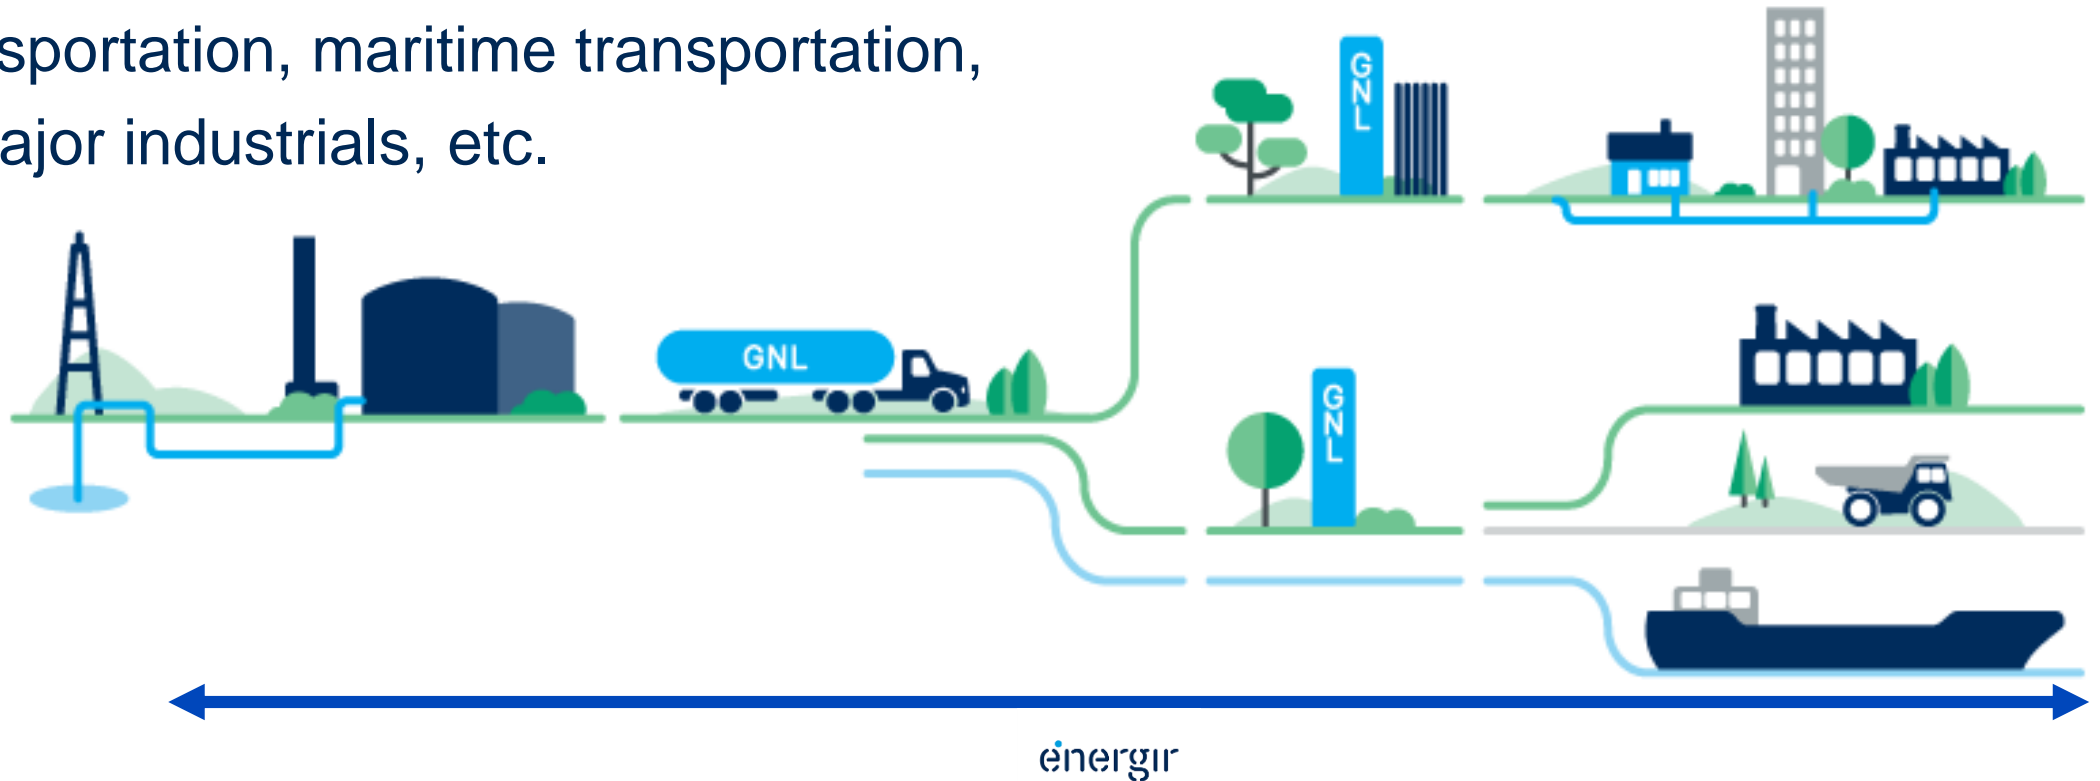 sportation, maritime transportation,
ajor industrials, etc.
GNL
GNL
GNL
énergir